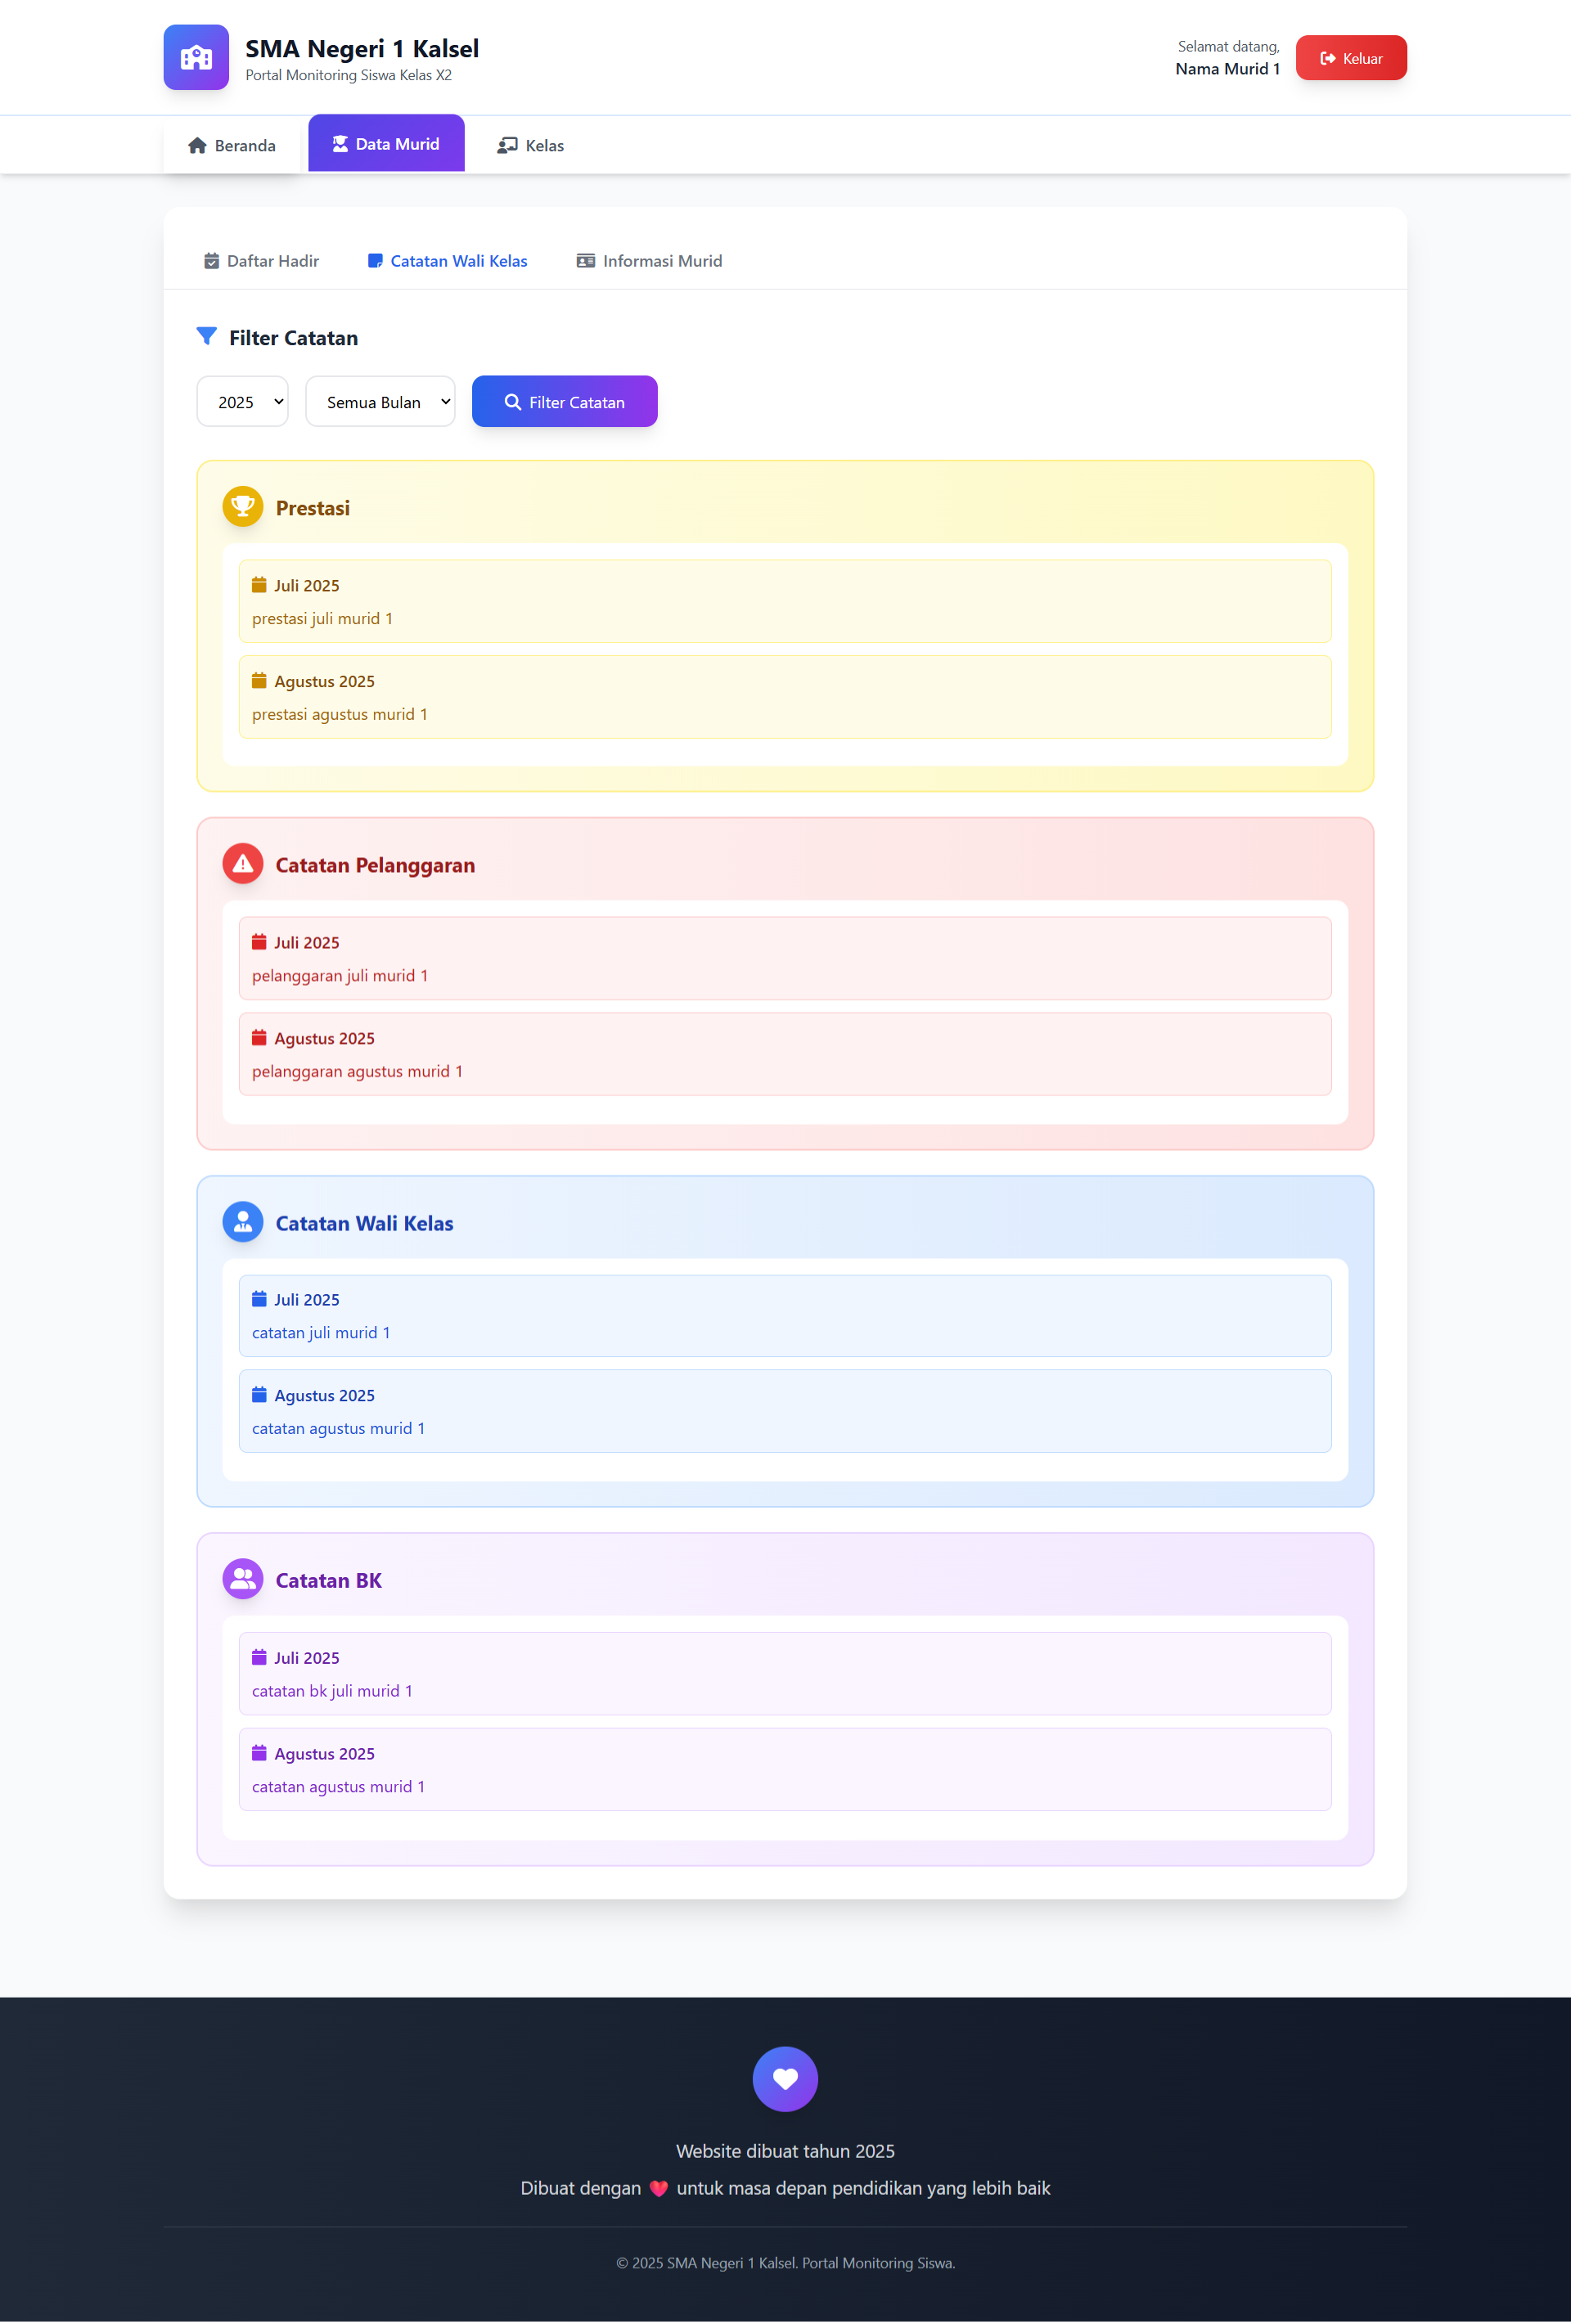 SMA Negeri 1 Kalsel
Portal Monitoring Siswa Kelas X2
Selamat datang,
Nama Murid 1
Keluar
Beranda
Data Murid
Kelas
Daftar Hadir
Catatan Wali Kelas
Informasi Murid
Filter Catatan
2025
Semua Bulan
Filter Catatan
Prestasi
Juli 2025
prestasi juli murid 1
Agustus 2025
prestasi agustus murid 1
Catatan Pelanggaran
Juli 2025
pelanggaran juli murid 1
Agustus 2025
pelanggaran agustus murid 1
Catatan Wali Kelas
Juli 2025
catatan juli murid 1
Agustus 2025
catatan agustus murid 1
Catatan BK
Juli 2025
catatan bk juli murid 1
Agustus 2025
catatan agustus murid 1
Website dibuat tahun 2025
Dibuat dengan ❤️ untuk masa depan pendidikan yang lebih baik
© 2025 SMA Negeri 1 Kalsel. Portal Monitoring Siswa.